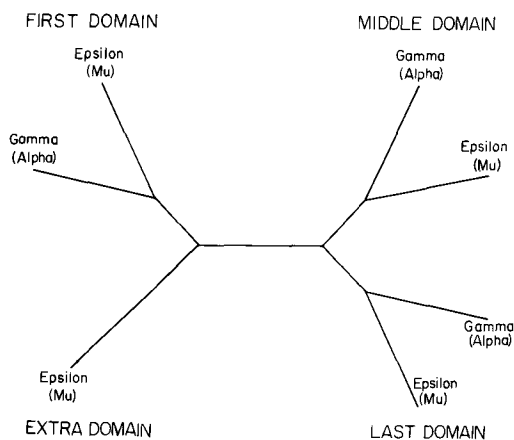 FIRST DOMAIN
Epsilon
(Mu)
Gamma
(Alpha)
MIDDLE DOMAIN
Gamma
(Alpha)
Epsilon
(Mu)
Epsilon
(Mu)
EXTRA DOMAIN
Gamma
(Alpha)
Epsilon
(Mu)
LAST DOMAIN